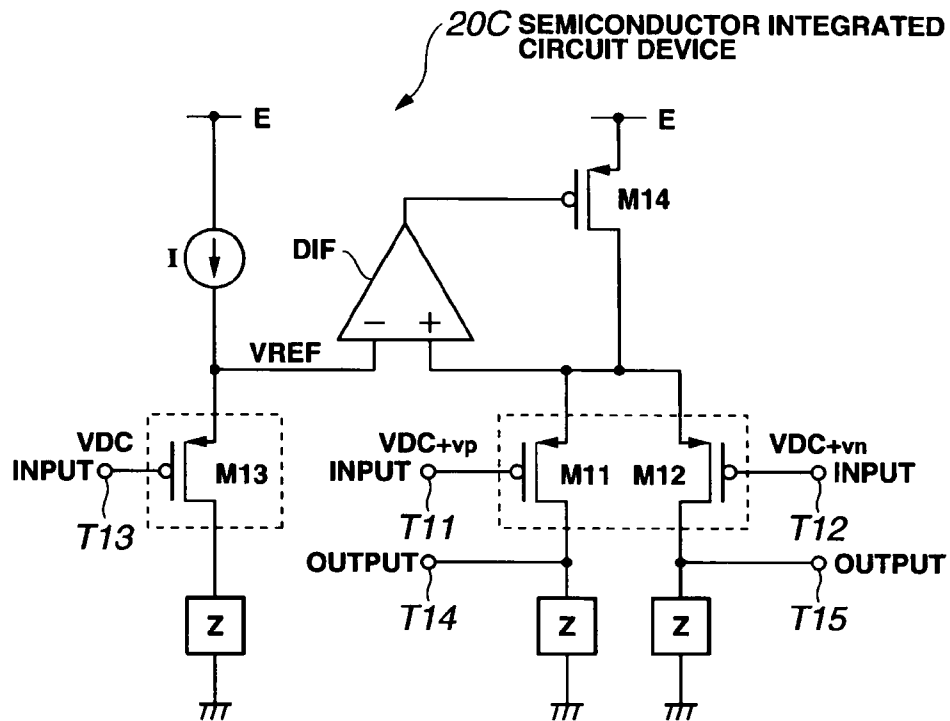 20C SEMICONDUCTOR INTEGRATED
CIRCUIT DEVICE
E
E
M14
I
DIF
− +
VREF
VDC
INPUT
M13
T13
VDC+vp
INPUT
M11
M12
VDC+vn
INPUT
T11
T12
OUTPUT
OUTPUT
T14
T15
Z
Z
Z